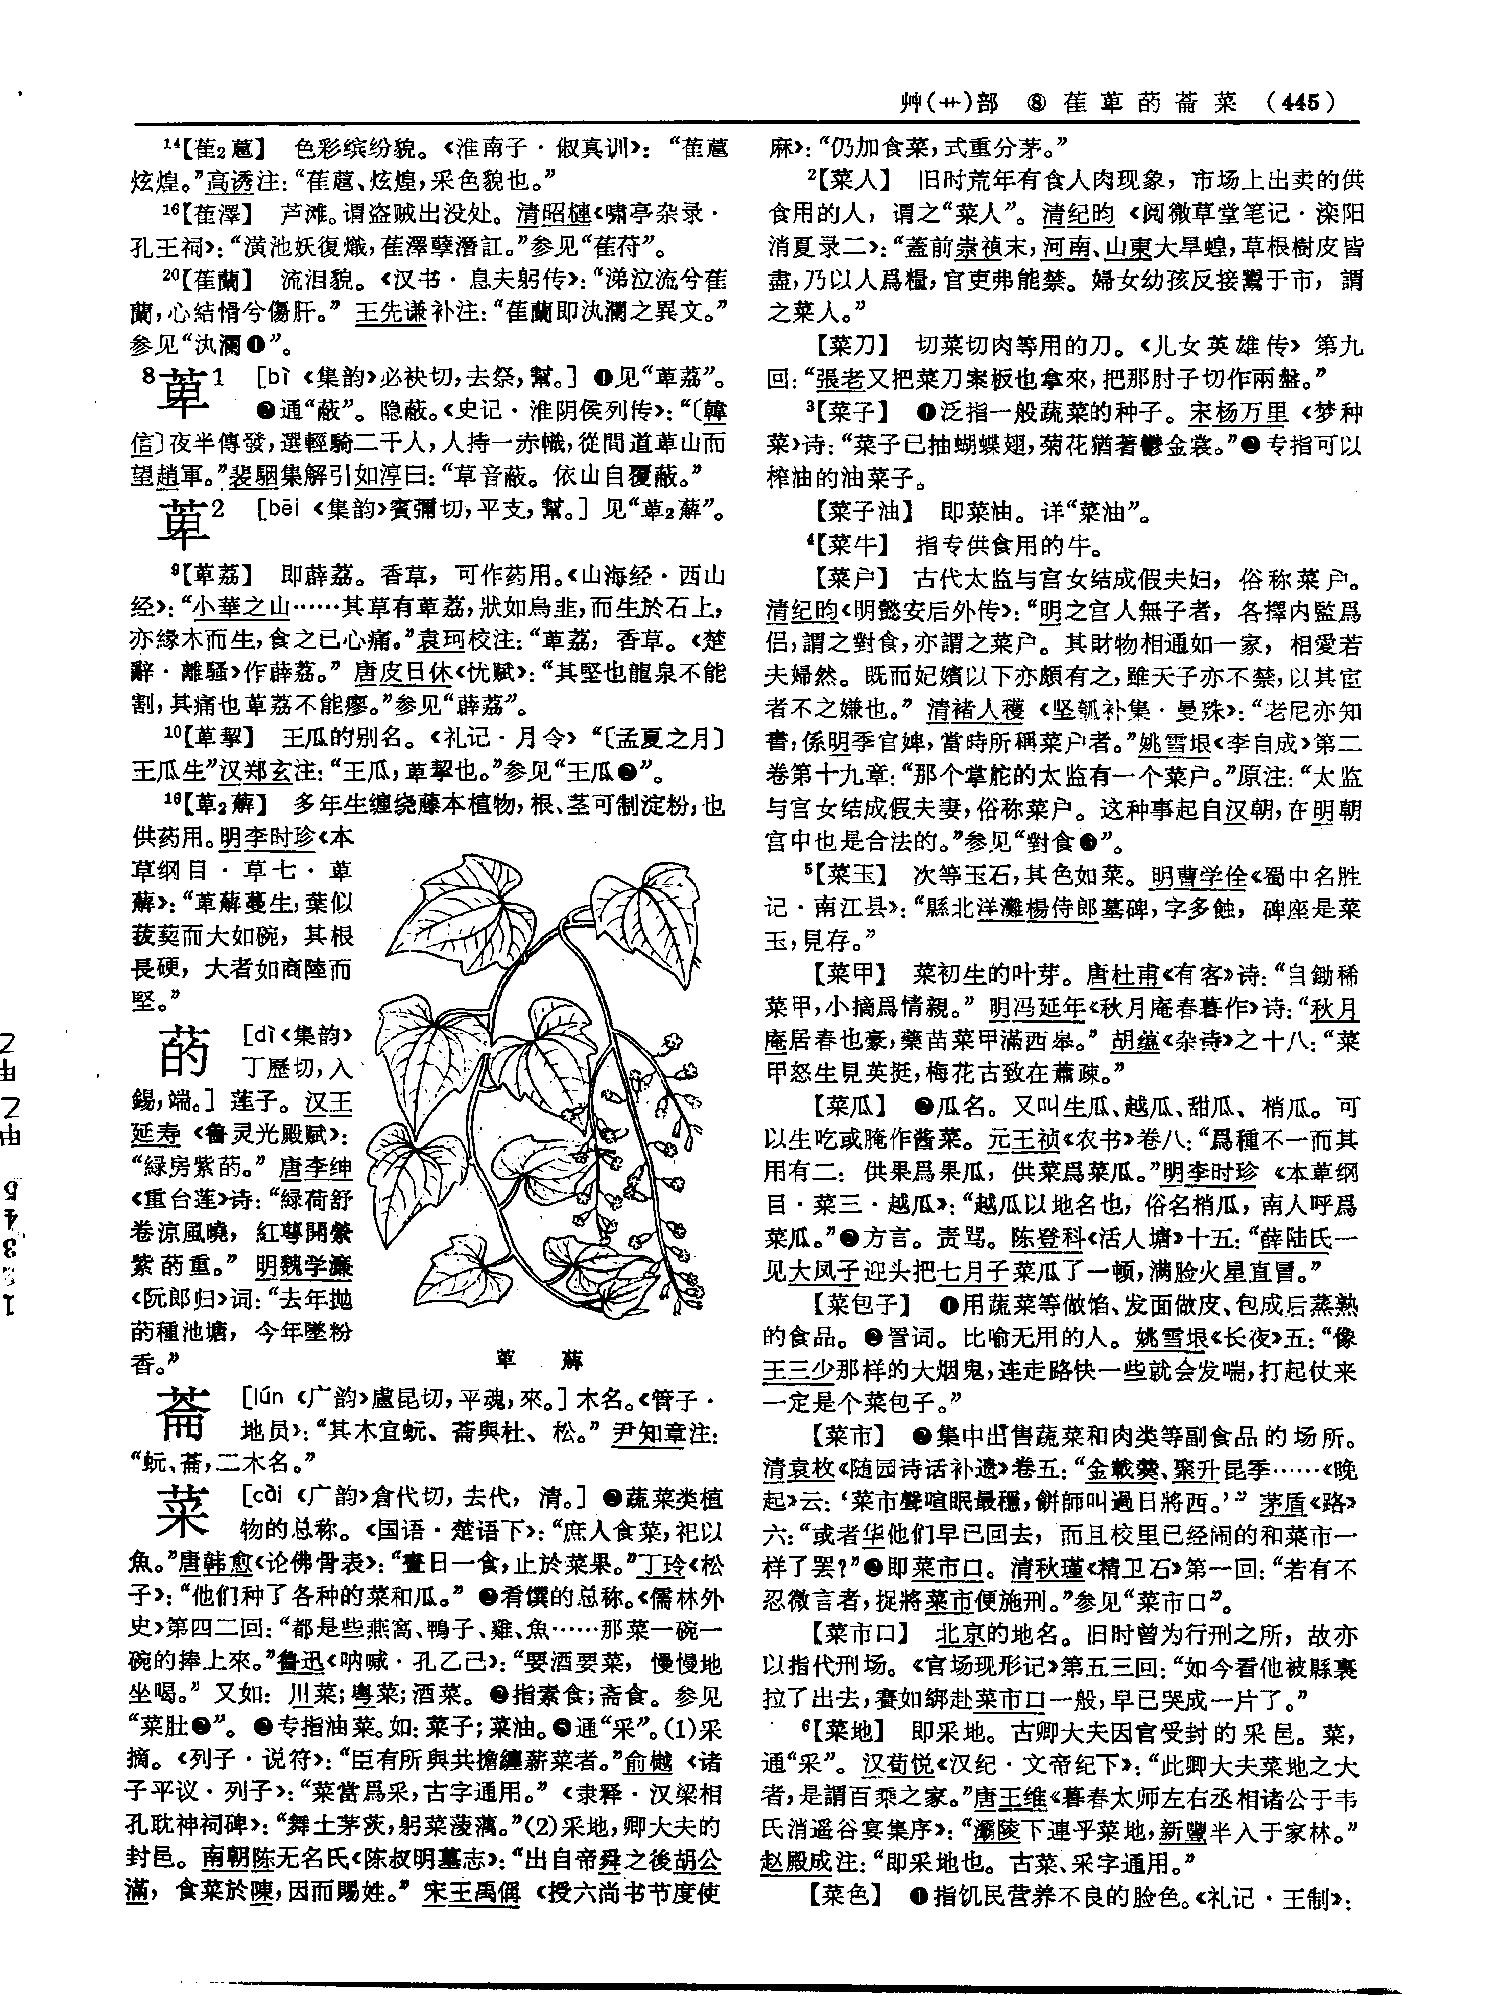 艸(艹)部 ⑧ 萑萆菂菕菜 (445)
¹⁴【萑₂蔰】 色彩缤纷貌。《淮南子·俶真训》：“萑蔰
炫煌。”高诱注：“萑蔰、炫煌，采色貌也。”
¹⁶【萑澤】 芦滩。谓盗贼出没处。清昭梿《啸亭杂录·
孔王祠》：“潢池妖復熾，萑澤孽潛訌。”参见“萑苻”。
²⁰【萑蘭】 流泪貌。《汉书·息夫躬传》：“涕泣流兮萑
蘭，心結愲兮傷肝。” 王先谦补注：“萑蘭即汍瀾之異文。”
参见“汍瀾❶”。
⁸萆¹ [bì《集韵》必袂切，去祭，幫。] ❶见“萆荔”。
❷通“蔽”。隐蔽。《史记·淮阴侯列传》：“〔韓
信〕夜半傳發，選輕騎二千人，人持一赤幟，從間道萆山而
望趙軍。”裴駰集解引如淳曰：“萆音蔽。依山自覆蔽。”
萆² [bēi《集韵》賓彌切，平支，幫。] 见“萆₂薢”。
⁹【萆荔】 即薜荔。香草，可作药用。《山海经·西山
经》：“小華之山……其草有萆荔，狀如烏韭，而生於石上，
亦緣木而生，食之已心痛。”袁珂校注：“萆荔，香草。《楚
辭·離騷》作薜荔。” 唐皮日休《忧赋》：“其堅也龍泉不能
割，其痛也萆荔不能廖。”参见“薜荔”。
¹⁰【萆挈】 王瓜的别名。《礼记·月令》“〔孟夏之月〕
王瓜生”汉郑玄注：“王瓜，萆挈也。”参见“王瓜❷”。
¹⁶【萆₂薢】 多年生缠绕藤本植物，根、茎可制淀粉，也
供药用。明李时珍《本
草纲目·草七·萆
薢》：“萆薢蔓生，葉似
菝葜而大如碗，其根
長硬，大者如商陸而
堅。”
菂 [dì《集韵》
丁歷切，入
錫，端。] 莲子。汉王
延寿《鲁灵光殿赋》：
“緑房紫菂。” 唐李绅
《重台莲》诗：“緑荷舒
卷涼風曉，紅萼開縈
紫菂重。” 明魏学濂
《阮郎归》词：“去年抛
菂種池塘，今年墜粉
香。”
萆 薢
菕 [lún《广韵》盧昆切，平魂，來。] 木名。《管子·
地员》：“其木宜蚖、菕與杜、松。” 尹知章注：
“蚖、菕，二木名。”
菜 [cài《广韵》倉代切，去代，清。] ❶蔬菜类植
物的总称。《国语·楚语下》：“庶人食菜，祀以
魚。”唐韩愈《论佛骨表》：“晝日一食，止於菜果。”丁玲《松
子》：“他们种了各种的菜和瓜。” ❷肴馔的总称。《儒林外
史》第四二回：“都是些燕窩、鴨子、雞、魚……那菜一碗一
碗的捧上來。”鲁迅《呐喊·孔乙己》：“要酒要菜，慢慢地
坐喝。” 又如：川菜；粤菜；酒菜。❸指素食；斋食。参见
“菜肚❷”。❹专指油菜。如：菜子；菜油。❺通“采”。(1)采
摘。《列子·说符》：“臣有所與共擔纏薪菜者。”俞樾《诸
子平议·列子》：“菜當爲采，古字通用。” 《隶释·汉梁相
孔耽神祠碑》：“舞土茅茨，躬菜蔆藕。”(2)采地，卿大夫的
封邑。南朝陈无名氏《陈叔明墓志》：“出自帝舜之後胡公
滿，食菜於陳，因而賜姓。” 宋王禹偁《授六尚书节度使
麻》：“仍加食菜，式重分茅。”
²【菜人】 旧时荒年有食人肉现象，市场上出卖的供
食用的人，谓之“菜人”。清纪昀《阅微草堂笔记·滦阳
消夏录二》：“蓋前崇禎末，河南、山東大旱蝗，草根樹皮皆
盡，乃以人爲糧，官吏弗能禁。婦女幼孩反接鬻于市，謂
之菜人。”
【菜刀】 切菜切肉等用的刀。《儿女英雄传》第九
回：“張老又把菜刀案板也拿來，把那肘子切作兩盤。”
³【菜子】 ❶泛指一般蔬菜的种子。宋杨万里《梦种
菜》诗：“菜子已抽蝴蝶翅，菊花猶著鬱金裳。”❷专指可以
榨油的油菜子。
【菜子油】 即菜油。详“菜油”。
⁴【菜牛】 指专供食用的牛。
【菜户】 古代太监与宫女结成假夫妇，俗称菜户。
清纪昀《明懿安后外传》：“明之宫人無子者，各擇内監爲
侣，謂之對食，亦謂之菜户。其財物相通如一家，相愛若
夫婦然。既而妃嬪以下亦頗有之，雖天子亦不禁，以其宦
者不之嫌也。” 清褚人穫《坚瓠补集·曼殊》：“老尼亦知
書，係明季官婢，當時所稱菜户者。”姚雪垠《李自成》第二
卷第十九章：“那个掌舵的太监有一个菜户。”原注：“太监
与宫女结成假夫妻，俗称菜户。这种事起自汉朝，在明朝
宫中也是合法的。”参见“對食❸”。
⁵【菜玉】 次等玉石，其色如菜。明曹学佺《蜀中名胜
记·南江县》：“縣北洋灘楊侍郎墓碑，字多蝕，碑座是菜
玉，見存。”
【菜甲】 菜初生的叶芽。唐杜甫《有客》诗：“自鋤稀
菜甲，小摘爲情親。” 明冯延年《秋月庵春暮作》诗：“秋月
庵居春也豪，藥苗菜甲滿西皋。” 胡蕴《杂诗》之十八：“菜
甲怒生見英挺，梅花古致在蕭疎。”
【菜瓜】 ❶瓜名。又叫生瓜、越瓜、甜瓜、梢瓜。可
以生吃或腌作酱菜。元王祯《农书》卷八：“爲種不一而其
用有二：供果爲果瓜，供菜爲菜瓜。”明李时珍《本草纲
目·菜三·越瓜》：“越瓜以地名也，俗名梢瓜，南人呼爲
菜瓜。”❷方言。责骂。陈登科《活人塘》十五：“薛陆氏一
见大凤子迎头把七月子菜瓜了一顿，满脸火星直冒。”
【菜包子】 ❶用蔬菜等做馅、发面做皮、包成后蒸熟
的食品。❷詈词。比喻无用的人。姚雪垠《长夜》五：“像
王三少那样的大烟鬼，连走路快一些就会发喘，打起仗来
一定是个菜包子。”
【菜市】 ❶集中出售蔬菜和肉类等副食品的场所。
清袁枚《随园诗话补遗》卷五：“金載羹、聚升昆季……《晚
起》云：‘菜市聲喧眠最穩，餅師叫過日將西。’” 茅盾《路》
六：“或者华他们早已回去，而且校里已经闹的和菜市一
样了罢？”❷即菜市口。清秋瑾《精卫石》第一回：“若有不
忍微言者，捉將菜市便施刑。”参见“菜市口”。
【菜市口】 北京的地名。旧时曾为行刑之所，故亦
以指代刑场。《官场现形记》第五三回：“如今看他被縣裏
拉了出去，賽如綁赴菜市口一般，早已哭成一片了。”
⁶【菜地】 即采地。古卿大夫因官受封的采邑。菜，
通“采”。汉荀悦《汉纪·文帝纪下》：“此卿大夫菜地之大
者，是謂百乘之家。”唐王维《暮春太师左右丞相诸公于韦
氏消遥谷宴集序》：“灞陵下連乎菜地，新豐半入于家林。”
赵殿成注：“即采地也。古菜、采字通用。”
【菜色】 ❶指饥民营养不良的脸色。《礼记·王制》：